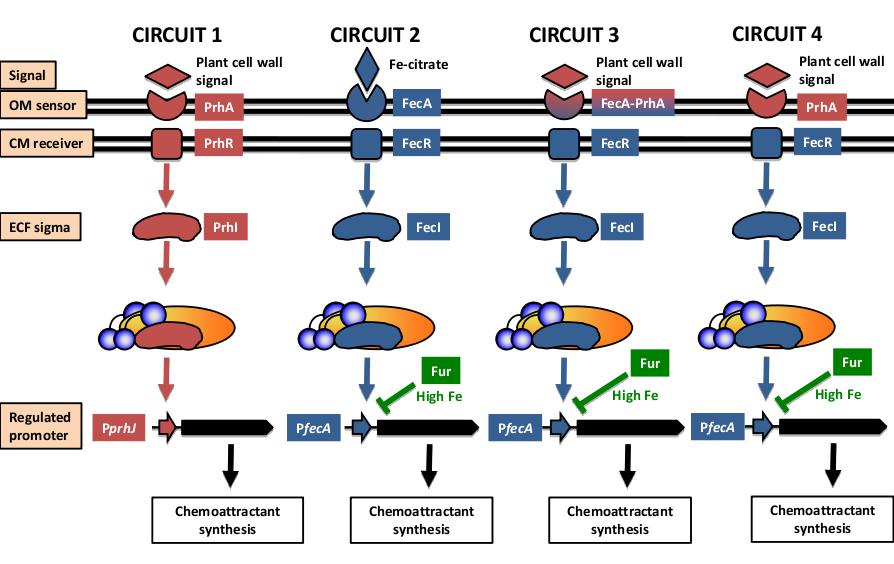 CIRCUIT 1
CIRCUIT 2
CIRCUIT 3
CIRCUIT 4
Signal
Plant cell wall
signal
Fe-citrate
Plant cell wall
signal
Plant cell wall
signal
OM sensor
PrhA
FecA
FecA-PrhA
PrhA
CM receiver
PrhR
FecR
FecR
FecR
ECF sigma
PrhI
FecI
FecI
FecI
Fur
High Fe
Fur
High Fe
Fur
High Fe
Regulated
promoter
PprhJ
PfecA
PfecA
PfecA
Chemoattractant
synthesis
Chemoattractant
synthesis
Chemoattractant
synthesis
Chemoattractant
synthesis